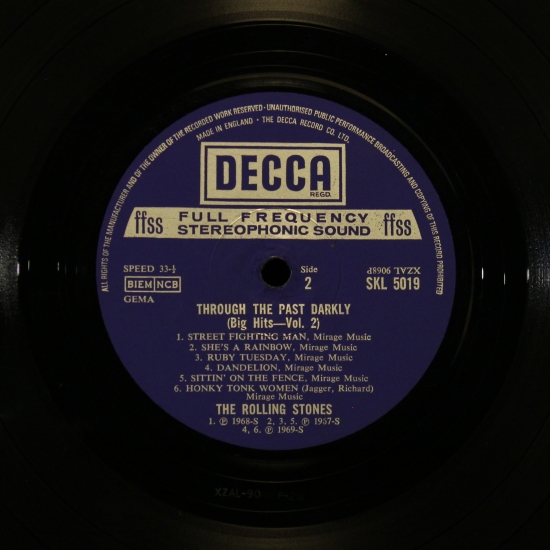 ALL RIGHTS OF THE MANUFACTURER AND OF THE OWNER OF THE RECORDED WORK RESERVED · UNAUTHORISED PUBLIC PERFORMANCE BROADCASTING AND COPYING OF THIS RECORD PROHIBITED
MADE IN ENGLAND · THE DECCA RECORD CO. LTD.
DECCA
REGD.
ffss FULL FREQUENCY STEREOPHONIC SOUND ffss
SPEED 33-⅓
BIEM NCB
GEMA
Side
2
XZAL 9068P
SKL 5019
THROUGH THE PAST DARKLY
(Big Hits—Vol. 2)
1. STREET FIGHTING MAN, Mirage Music
2. SHE'S A RAINBOW, Mirage Music
3. RUBY TUESDAY, Mirage Music
4. DANDELION, Mirage Music
5. SITTIN' ON THE FENCE, Mirage Music
6. HONKY TONK WOMEN (Jagger, Richard)
Mirage Music
THE ROLLING STONES
1. ℗ 1968-S 2, 3, 5. ℗ 1967-S
4, 6. ℗ 1969-S